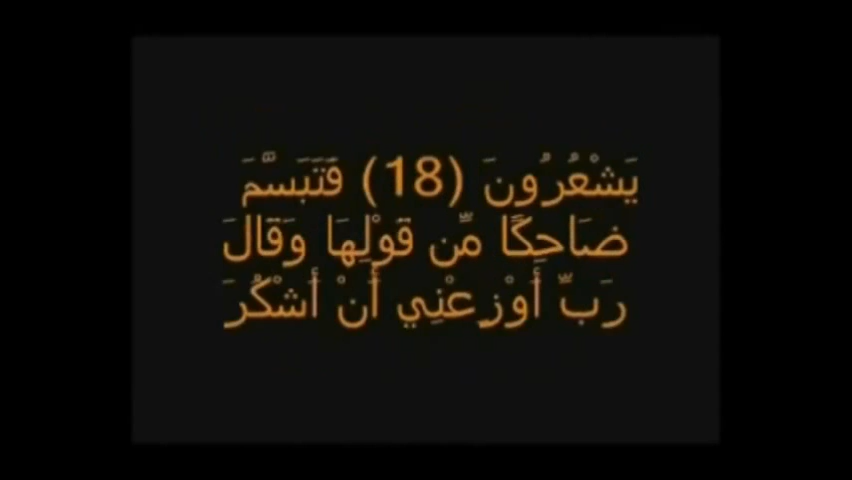 يَشْعُرُونَ (18) فَتَبَسَّمَ
ضَاحِكًا مِّن قَوْلِهَا وَقَالَ
رَبِّ أَوْزِعْنِي أَنْ أَشْكُرَ